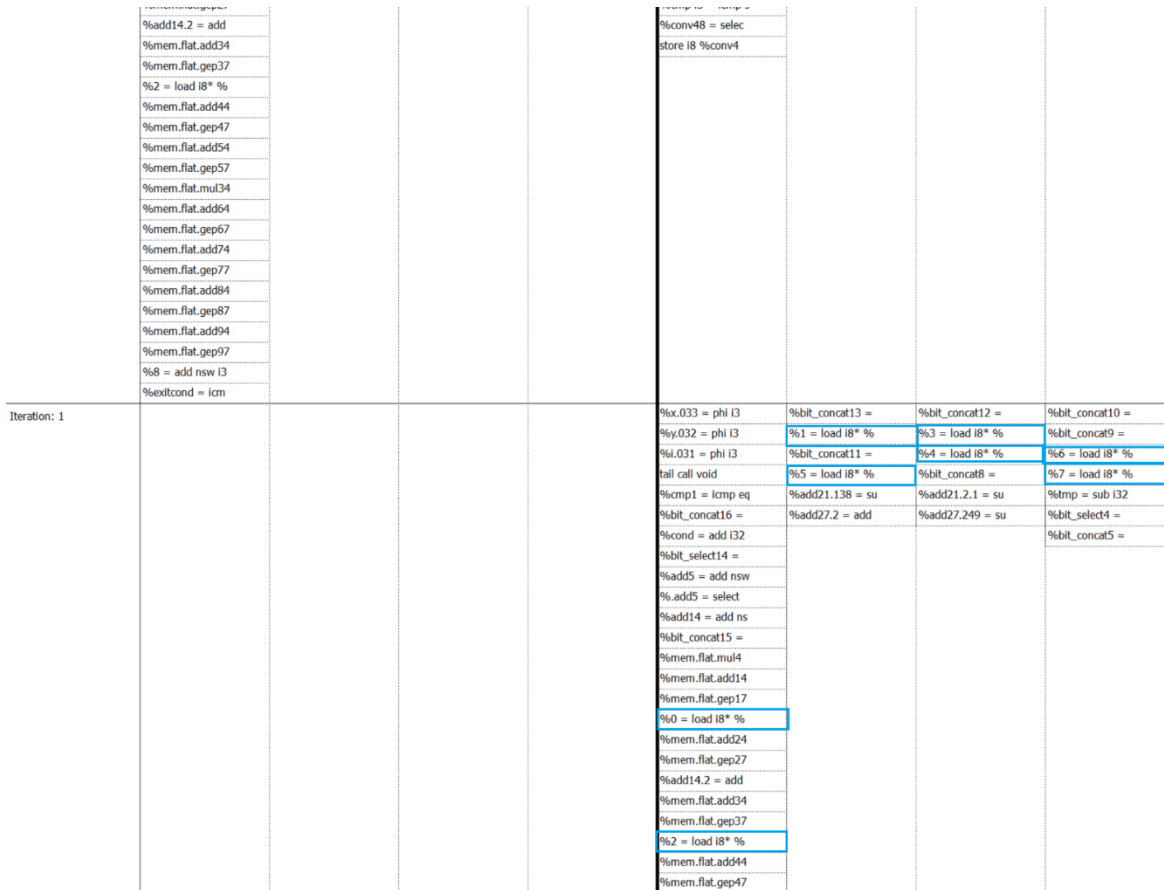 %add14.2 = add %conv48 = selec
%mem.flat.add34 store i8 %conv4
%mem.flat.gep37
%2 = load i8* %
%mem.flat.add44
%mem.flat.gep47
%mem.flat.add54
%mem.flat.gep57
%mem.flat.mul34
%mem.flat.add64
%mem.flat.gep67
%mem.flat.add74
%mem.flat.gep77
%mem.flat.add84
%mem.flat.gep87
%mem.flat.add94
%mem.flat.gep97
%8 = add nsw i3
%exitcond = icm
Iteration: 1 %x.033 = phi i3 %bit_concat13 = %bit_concat12 = %bit_concat10 =
%y.032 = phi i3 %1 = load i8* % %3 = load i8* % %bit_concat9 =
%i.031 = phi i3 %bit_concat11 = %4 = load i8* % %6 = load i8* %
tail call void %5 = load i8* % %bit_concat8 = %7 = load i8* %
%cmp1 = icmp eq %add21.138 = su %add21.2.1 = su %tmp = sub i32
%bit_concat16 = %add27.2 = add %add27.249 = su %bit_select4 =
%cond = add i32 %bit_concat5 =
%bit_select14 =
%add5 = add nsw
%.add5 = select
%add14 = add ns
%bit_concat15 =
%mem.flat.mul4
%mem.flat.add14
%mem.flat.gep17
%0 = load i8* %
%mem.flat.add24
%mem.flat.gep27
%add14.2 = add
%mem.flat.add34
%mem.flat.gep37
%2 = load i8* %
%mem.flat.add44
%mem.flat.gep47